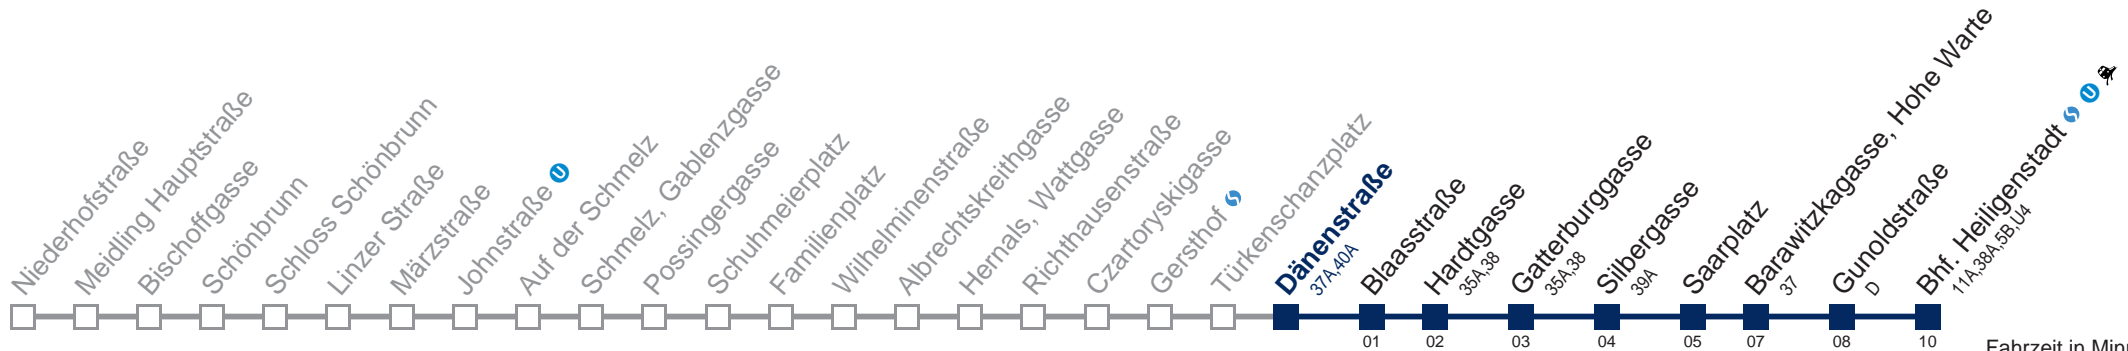 Niederhofstraße
Meidling Hauptstraße
Bischoffgasse
Schönbrunn
Schloss Schönbrunn
Linzer Straße
Märzstraße
Johnstraße U
Auf der Schmelz
Schmelz, Gablenzgasse
Possingergasse
Schuhmeierplatz
Familienplatz
Wilhelminenstraße
Albrechtskreithgasse
Hernals, Wattgasse
Richthausenstraße
Czartoryskigasse
Gersthof S
Türkenschanzplatz
Dänenstraße
37A,40A
Blaasstraße
Hardtgasse
35A,38
Gatterburggasse
35A,38
Silbergasse
39A
Saarplatz
Barawitzkagasse, Hohe Warte
37
Gunoldstraße
D
Bhf. Heiligenstadt S U
11A,38A,5B,U4
01 02 03 04 05 07 08 10
Fahrzeit in